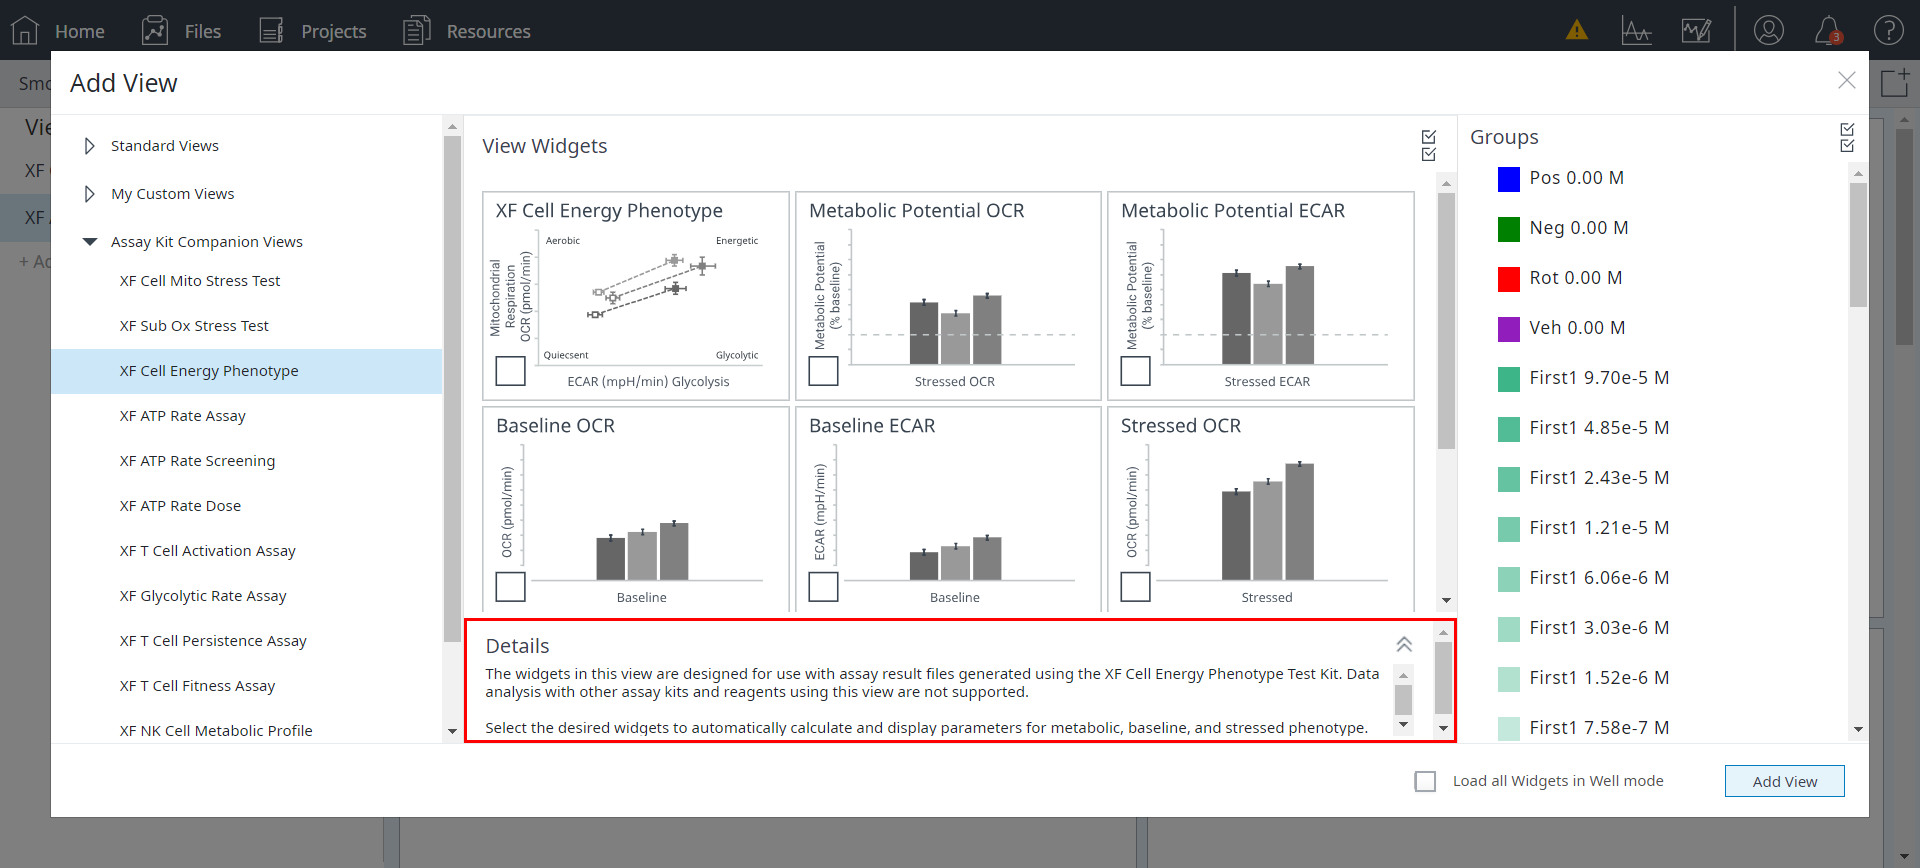 Home
Files
Projects
Resources
3
Smo
Add View
Vie
XF
XF
+ Ad
Standard Views
My Custom Views
Assay Kit Companion Views
XF Cell Mito Stress Test
XF Sub Ox Stress Test
XF Cell Energy Phenotype
XF ATP Rate Assay
XF ATP Rate Screening
XF ATP Rate Dose
XF T Cell Activation Assay
XF Glycolytic Rate Assay
XF T Cell Persistence Assay
XF T Cell Fitness Assay
XF NK Cell Metabolic Profile
View Widgets
XF Cell Energy Phenotype
Aerobic
Energetic
Mitochondrial
Respiration
OCR (pmol/min)
Quiecsent
Glycolytic
ECAR (mpH/min) Glycolysis
Metabolic Potential OCR
Metabolic Potential
(% baseline)
Stressed OCR
Metabolic Potential ECAR
Metabolic Potential
(% baseline)
Stressed ECAR
Baseline OCR
OCR (pmol/min)
Baseline
Baseline ECAR
ECAR (mpH/min)
Baseline
Stressed OCR
OCR (pmol/min)
Stressed
Details
The widgets in this view are designed for use with assay result files generated using the XF Cell Energy Phenotype Test Kit. Data
analysis with other assay kits and reagents using this view are not supported.
Select the desired widgets to automatically calculate and display parameters for metabolic, baseline, and stressed phenotype.
Groups
Pos 0.00 M
Neg 0.00 M
Rot 0.00 M
Veh 0.00 M
First1 9.70e-5 M
First1 4.85e-5 M
First1 2.43e-5 M
First1 1.21e-5 M
First1 6.06e-6 M
First1 3.03e-6 M
First1 1.52e-6 M
First1 7.58e-7 M
Load all Widgets in Well mode
Add View